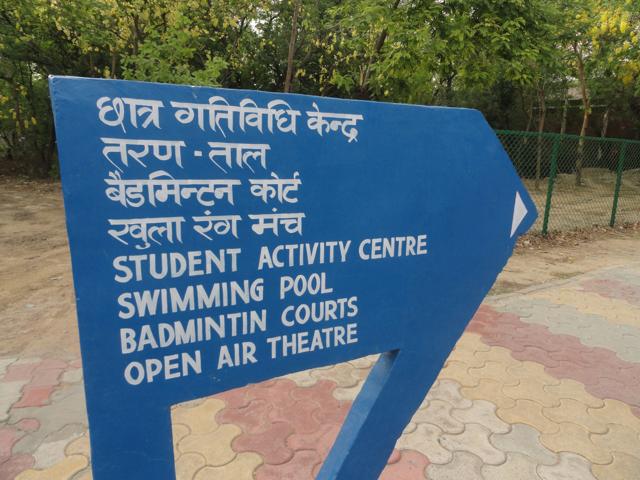 छात्र गतिविधि केन्द्र
तरण - ताल
बैडमिन्टन कोर्ट
खुला रंग मंच
STUDENT ACTIVITY CENTRE
SWIMMING POOL
BADMINTIN COURTS
OPEN AIR THEATRE